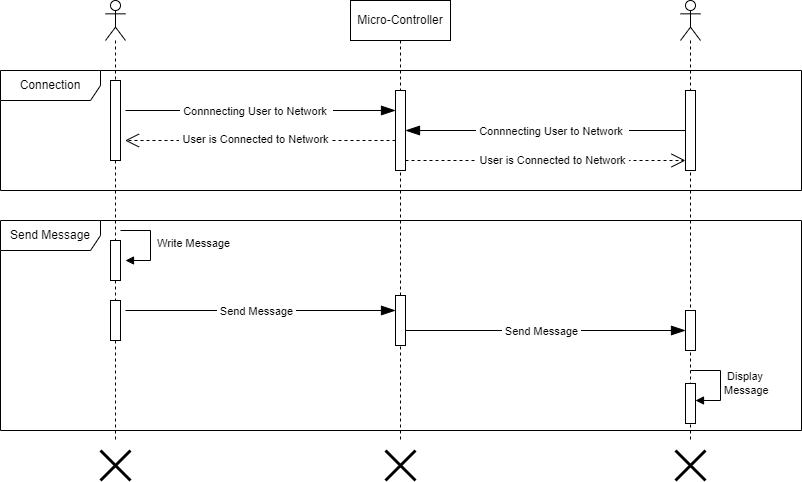 Micro-Controller
Connection
Connnecting User to Network
User is Connected to Network
Connnecting User to Network
User is Connected to Network
Send Message
Write Message
Send Message
Send Message
Display
Message